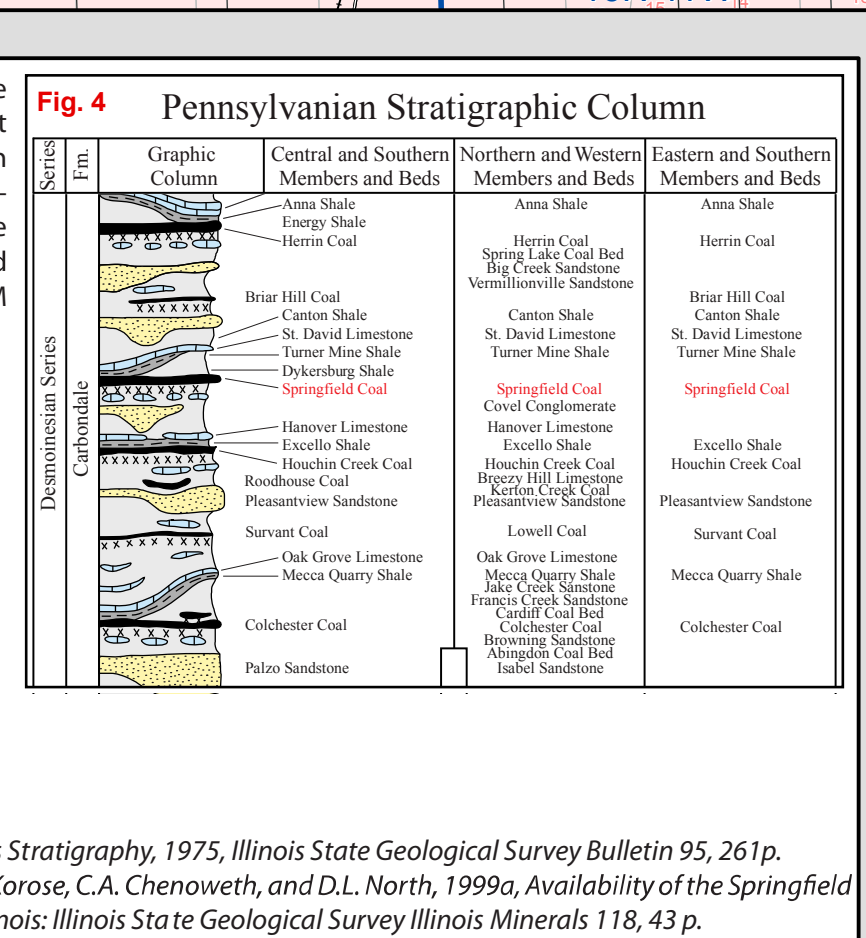 e
t
n
–
e
d
M
Fig. 4
Pennsylvanian Stratigraphic Column
Series
Fm.
Graphic Column
Central and Southern Members and Beds
Northern and Western Members and Beds
Eastern and Southern Members and Beds
Desmoinesian Series
Carbondale
Anna Shale
Energy Shale
Herrin Coal
Briar Hill Coal
Canton Shale
St. David Limestone
Turner Mine Shale
Dykersburg Shale
Springfield Coal
Hanover Limestone
Excello Shale
Houchin Creek Coal
Roodhouse Coal
Pleasantview Sandstone
Survant Coal
Oak Grove Limestone
Mecca Quarry Shale
Colchester Coal
Palzo Sandstone
Anna Shale
Herrin Coal
Spring Lake Coal Bed
Big Creek Sandstone
Vermillionville Sandstone
Canton Shale
St. David Limestone
Turner Mine Shale
Springfield Coal
Covel Conglomerate
Hanover Limestone
Excello Shale
Houchin Creek Coal
Breezy Hill Limestone
Kerton Creek Coal
Pleasantview Sandstone
Lowell Coal
Oak Grove Limestone
Mecca Quarry Shale
Jake Creek Sanstone
Francis Creek Sandstone
Cardiff Coal Bed
Colchester Coal
Browning Sandstone
Abingdon Coal Bed
Isabel Sandstone
Anna Shale
Herrin Coal
Briar Hill Coal
Canton Shale
St. David Limestone
Turner Mine Shale
Springfield Coal
Excello Shale
Houchin Creek Coal
Pleasantview Sandstone
Survant Coal
Mecca Quarry Shale
Colchester Coal
s Stratigraphy, 1975, Illinois State Geological Survey Bulletin 95, 261p.
Korose, C.A. Chenoweth, and D.L. North, 1999a, Availability of the Springfield
nois: Illinois State Geological Survey Illinois Minerals 118, 43 p.